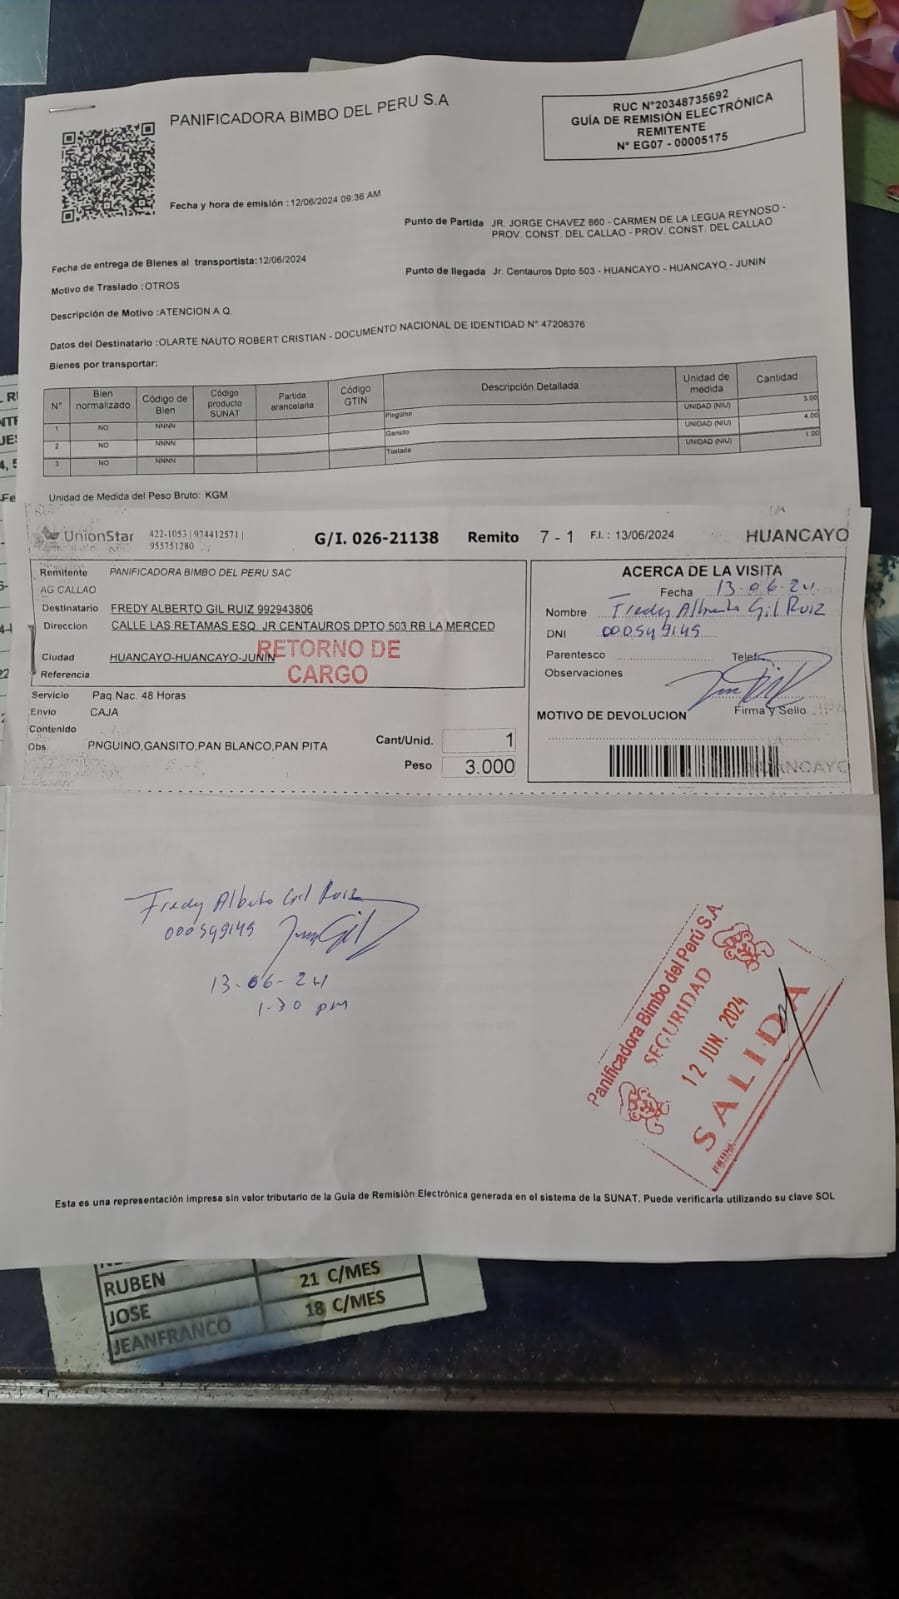 PANIFICADORA BIMBO DEL PERU S.A
RUC N°20348735692
GUÍA DE REMISIÓN ELECTRÓNICA
REMITENTE
N° EG07 - 00005175
Fecha y hora de emisión : 12/06/2024 09:36 AM
Punto de Partida JR. JORGE CHAVEZ 860 - CARMEN DE LA LEGUA REYNOSO -
PROV. CONST. DEL CALLAO - PROV. CONST. DEL CALLAO
Fecha de entrega de Bienes al transportista:12/06/2024
Punto de llegada Jr. Centauros Dpto 503 - HUANCAYO - HUANCAYO - JUNIN
Motivo de Traslado :OTROS
Descripción de Motivo :ATENCION A Q.
Datos del Destinatario :OLARTE NAUTO ROBERT CRISTIAN - DOCUMENTO NACIONAL DE IDENTIDAD N° 47206376
Bienes por transportar:
N° Bien normalizado Código de Bien Código producto SUNAT Partida arancelaria Código GTIN Descripción Detallada Unidad de medida Cantidad
1 NO NNNN Pinguino UNIDAD (NIU) 3.00
2 NO NNNN Gansito UNIDAD (NIU) 4.00
3 NO NNNN Tostada UNIDAD (NIU) 1.00
Unidad de Medida del Peso Bruto: KGM
UnionStar 422-1053 | 974412571 |
955751280
G/I. 026-21138 Remito 7 - 1 F.I. : 13/06/2024 HUANCAYO
Remitente PANIFICADORA BIMBO DEL PERU SAC
AG CALLAO
Destinatario FREDY ALBERTO GIL RUIZ 992943806
Direccion CALLE LAS RETAMAS ESQ. JR CENTAUROS DPTO 503 RB LA MERCED
Ciudad HUANCAYO-HUANCAYO-JUNIN
Referencia
RETORNO DE
CARGO
Servicio Paq.Nac. 48 Horas
Envio CAJA
Contenido
Obs. PNGUINO,GANSITO,PAN BLANCO,PAN PITA
Cant/Unid. 1
Peso 3.000
ACERCA DE LA VISITA
Fecha 13-06-24
Nombre Fredy Alberto Gil Ruiz
DNI 000549145
Parentesco Telef.
Observaciones
Firma y Sello
MOTIVO DE DEVOLUCION
HUANCAYO
Fredy Alberto Gil Ruiz
13-06-24
1:30 pm
Panificadora Bimbo del Perú S.A.
SEGURIDAD
12 JUN. 2024
SALIDA
Esta es una representación impresa sin valor tributario de la Guía de Remisión Electrónica generada en el sistema de la SUNAT. Puede verificarla utilizando su clave SOL
RUBEN 21 C/MES
JOSE 18 C/MES
JEANFRANCO